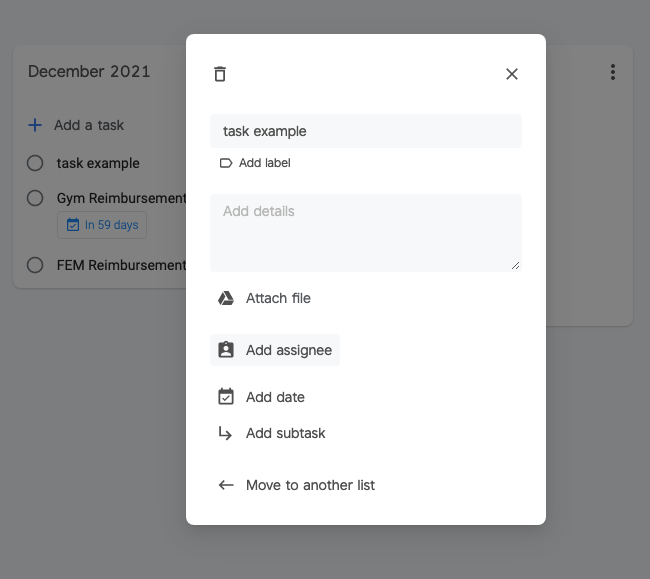 December 2021
Add a task
task example
Gym Reimbursement
In 59 days
FEM Reimbursement
task example
Add label
Add details
Attach file
Add assignee
Add date
Add subtask
Move to another list